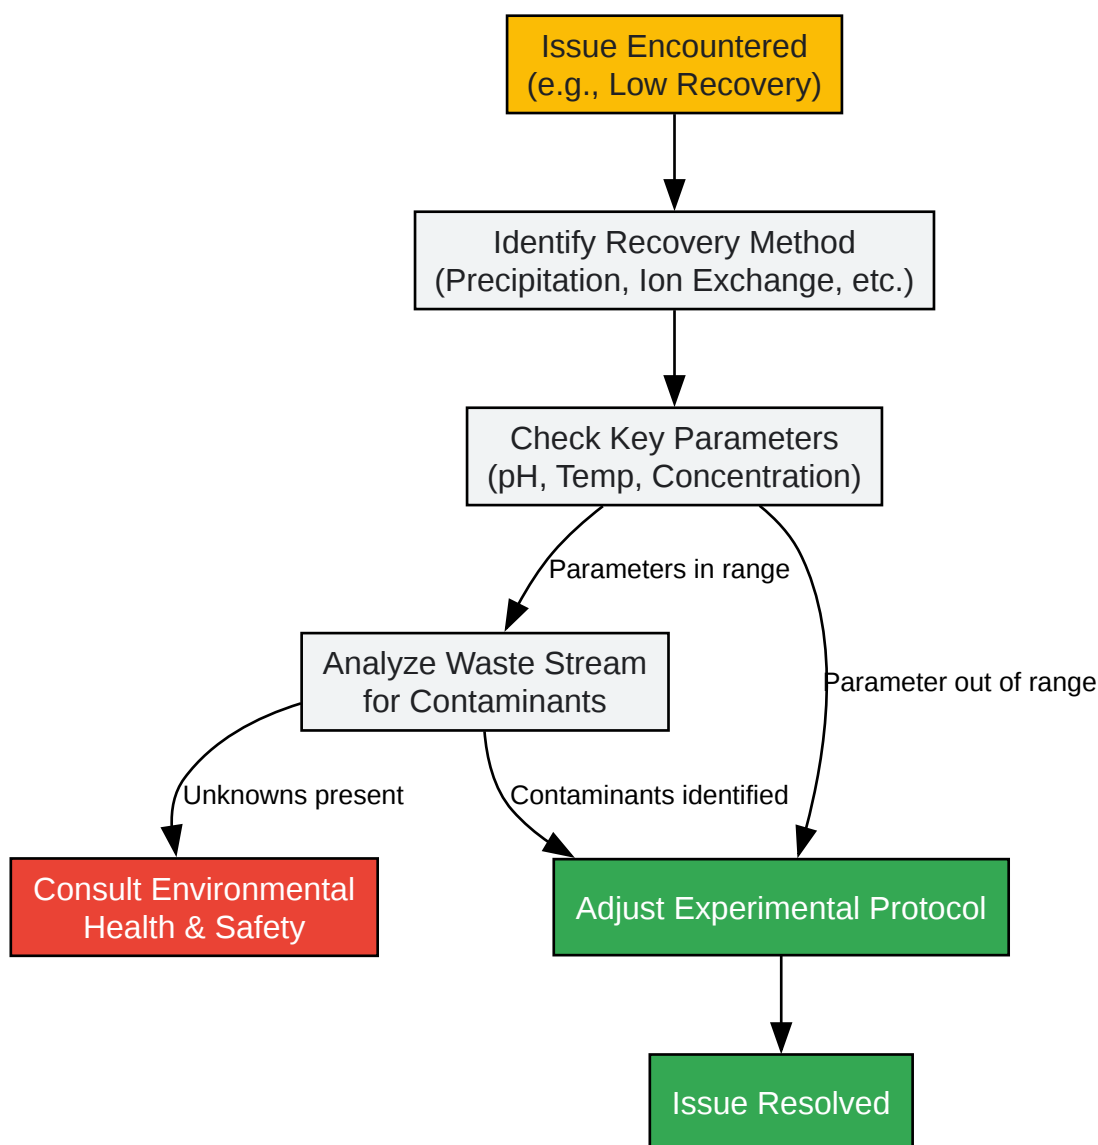 Issue Encountered
(e.g., Low Recovery)
Identify Recovery Method
(Precipitation, Ion Exchange, etc.)
Check Key Parameters
(pH, Temp, Concentration)
Parameters in range
Analyze Waste Stream
for Contaminants
Parameter out of range
Unknowns present
Contaminants identified
Consult Environmental
Health & Safety
Adjust Experimental Protocol
Issue Resolved